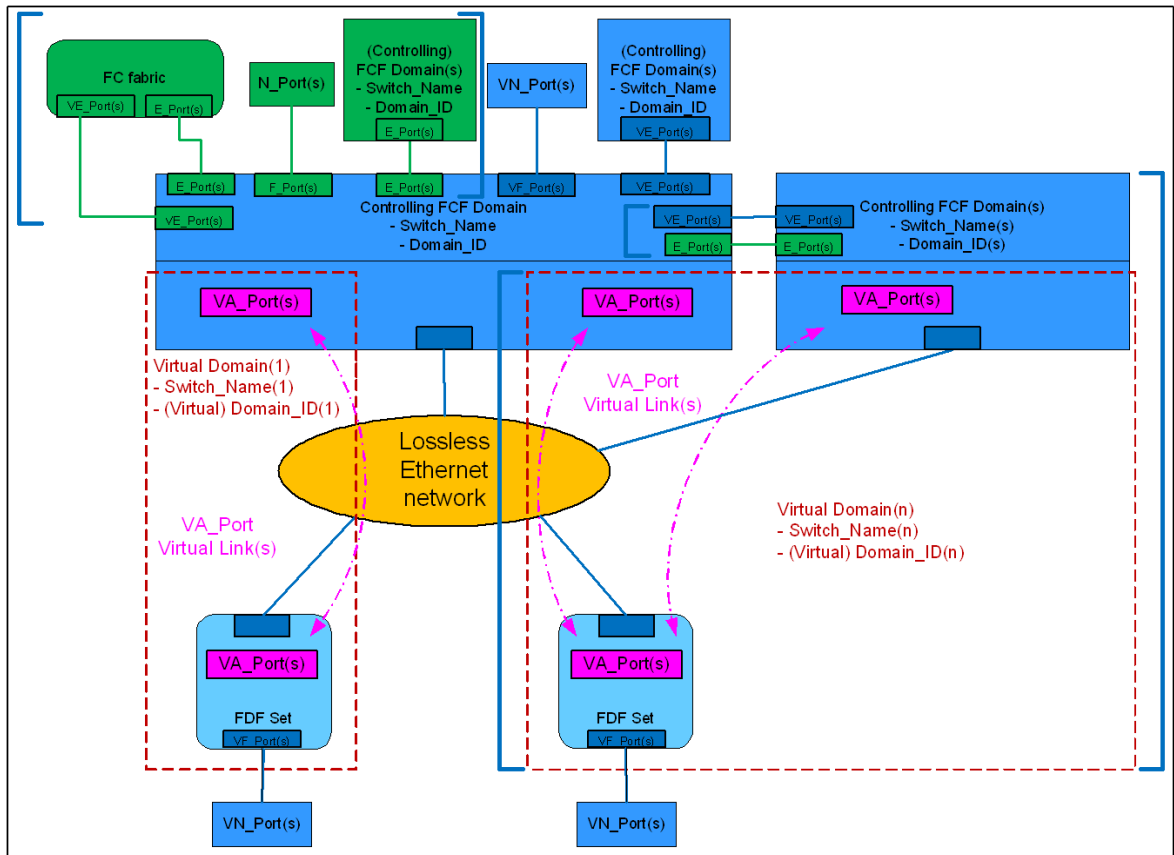 FC fabric
VE_Port(s)
E_Port(s)
N_Port(s)
(Controlling)
FCF Domain(s)
- Switch_Name
- Domain_ID
E_Port(s)
VN_Port(s)
(Controlling)
FCF Domain(s)
- Switch_Name
- Domain_ID
VE_Port(s)
E_Port(s)
F_Port(s)
E_Port(s)
VF_Port(s)
VE_Port(s)
VE_Port(s)
Controlling FCF Domain
- Switch_Name
- Domain_ID
VE_Port(s)
E_Port(s)
VE_Port(s)
E_Port(s)
Controlling FCF Domain(s)
- Switch_Name(s)
- Domain_ID(s)
VA_Port(s)
VA_Port(s)
VA_Port(s)
Virtual Domain(1)
- Switch_Name(1)
- (Virtual) Domain_ID(1)
VA_Port
Virtual Link(s)
Lossless
Ethernet
network
VA_Port
Virtual Link(s)
Virtual Domain(n)
- Switch_Name(n)
- (Virtual) Domain_ID(n)
VA_Port(s)
FDF Set
VF_Port(s)
VA_Port(s)
FDF Set
VF_Port(s)
VN_Port(s)
VN_Port(s)